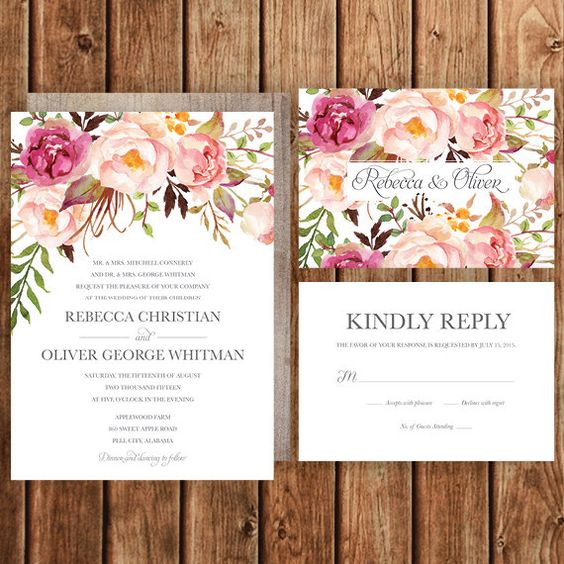 MR. & MRS. MITCHELL CONNERLY
AND DR. & MRS. GEORGE WHITMAN
REQUEST THE PLEASURE OF YOUR COMPANY
AT THE WEDDING OF THEIR CHILDREN
REBECCA CHRISTIAN
and
OLIVER GEORGE WHITMAN
SATURDAY, THE FIFTEENTH OF AUGUST
TWO THOUSAND FIFTEEN
AT FIVE O'CLOCK IN THE EVENING
APPLEWOOD FARM
160 SWEET APPLE ROAD
PELL CITY, ALABAMA
Dinner and dancing to follow
Rebecca & Oliver
KINDLY REPLY
THE FAVOR OF YOUR RESPONSE IS REQUESTED BY JULY 15, 2015.
M
Accepts with pleasure Declines with regret
No. of Guests Attending